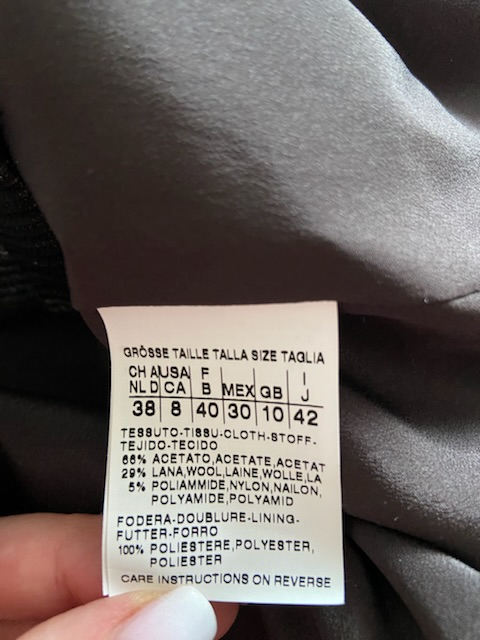 GRÖSSE TAILLE TALLA SIZE TAGLIA
CH A USA F I
NL D CA B MEX GB J
38 8 40 30 10 42
TESSUTO-TISSU-CLOTH-STOFF-
TEJIDO-TECIDO
66% ACETATO,ACETATE,ACETAT
29% LANA,WOOL,LAINE,WOLLE,LA
5% POLIAMMIDE,NYLON,NAILON,
POLYAMIDE,POLYAMID
FODERA-DOUBLURE-LINING-
FUTTER-FORRO
100% POLIESTERE,POLYESTER,
POLIESTER
CARE INSTRUCTIONS ON REVERSE